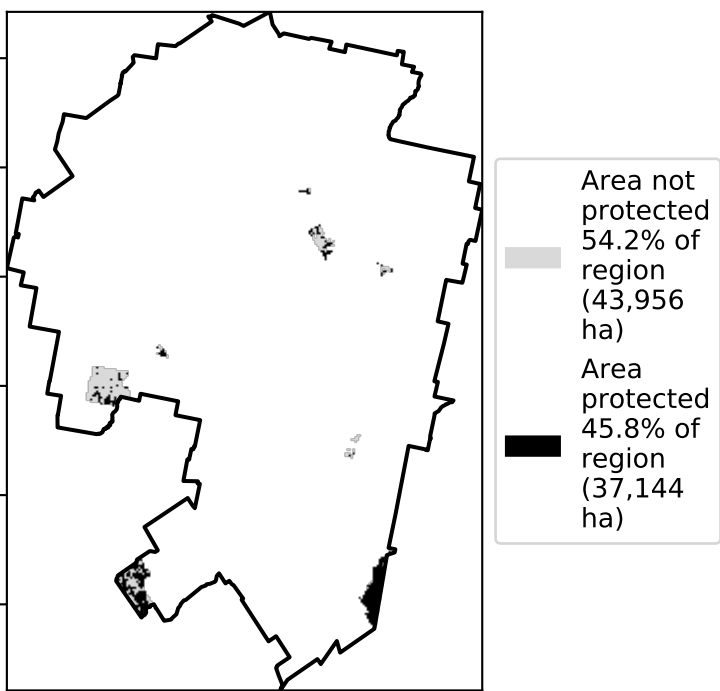 Area not
protected
54.2% of
region
(43,956
ha)
Area
protected
45.8% of
region
(37,144
ha)